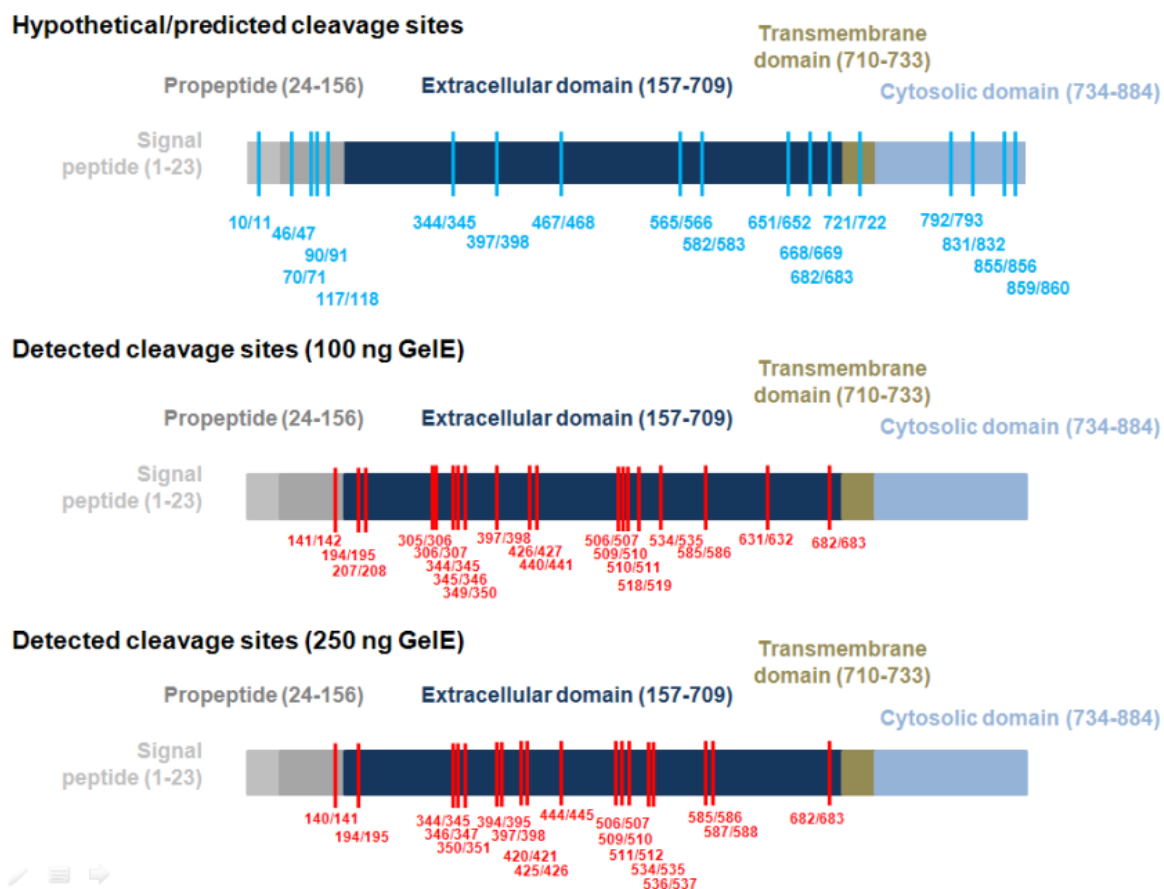 Hypothetical/predicted cleavage sites
Transmembrane
domain (710-733)
Propeptide (24-156)
Extracellular domain (157-709)
Cytosolic domain (734-884)
Signal
peptide (1-23)
10/11
46/47
90/91
70/71
117/118
344/345
397/398
467/468
565/566
582/583
651/652
668/669
682/683
721/722
792/793
831/832
855/856
859/860
Detected cleavage sites (100 ng GelE)
Transmembrane
domain (710-733)
Propeptide (24-156)
Extracellular domain (157-709)
Cytosolic domain (734-884)
Signal
peptide (1-23)
141/142
194/195
207/208
305/306
306/307
344/345
345/346
349/350
397/398
426/427
440/441
506/507
509/510
510/511
518/519
534/535
585/586
631/632
682/683
Detected cleavage sites (250 ng GelE)
Transmembrane
domain (710-733)
Propeptide (24-156)
Extracellular domain (157-709)
Cytosolic domain (734-884)
Signal
peptide (1-23)
140/141
194/195
344/345
346/347
350/351
394/395
397/398
420/421
425/426
444/445
506/507
509/510
511/512
534/535
536/537
585/586
587/588
682/683